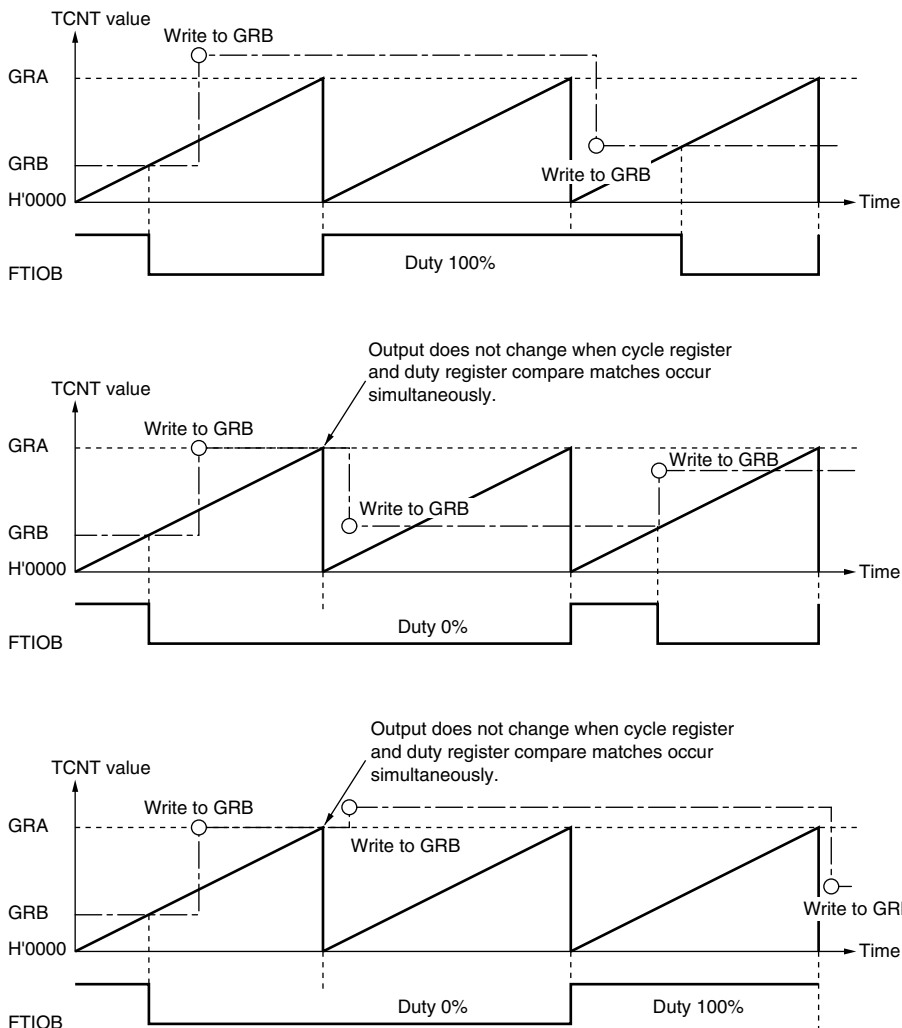 TCNT value
Write to GRB
GRA
GRB
Write to GRB
H'0000
Time
Duty 100%
FTIOB
Output does not change when cycle register
and duty register compare matches occur
simultaneously.
TCNT value
Write to GRB
GRA
Write to GRB
Write to GRB
GRB
H'0000
Time
Duty 0%
FTIOB
Output does not change when cycle register
and duty register compare matches occur
simultaneously.
TCNT value
Write to GRB
GRA
Write to GRB
GRB
Write to
H'0000
Time
Duty 0%
Duty 100%
FTIOB